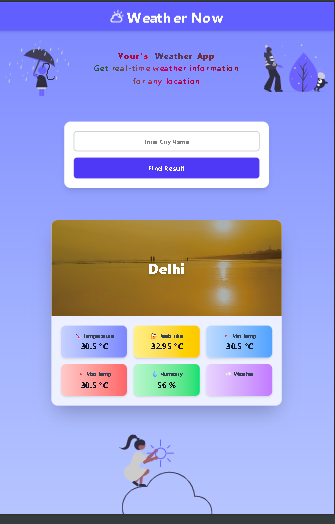 Weather Now
Your's Weather App
Get real-time weather information
for any location
Enter City Name
Find Result
Delhi
Temperature
30.5 °C
Feels Like
32.95 °C
Min Temp
30.5 °C
Max Temp
30.5 °C
Humidity
56 %
Weather